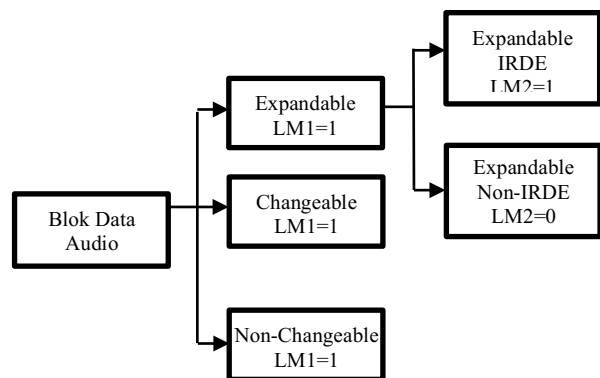 Expandable
IRDE
LM2=1
Expandable
LM1=1
Expandable
Non-IRDE
LM2=0
Changeable
LM1=1
Blok Data
Audio
Non-Changeable
LM1=1